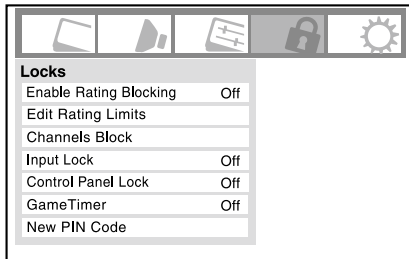 Locks
Enable Rating Blocking Off
Edit Rating Limits
Channels Block
Input Lock Off
Control Panel Lock Off
GameTimer Off
New PIN Code